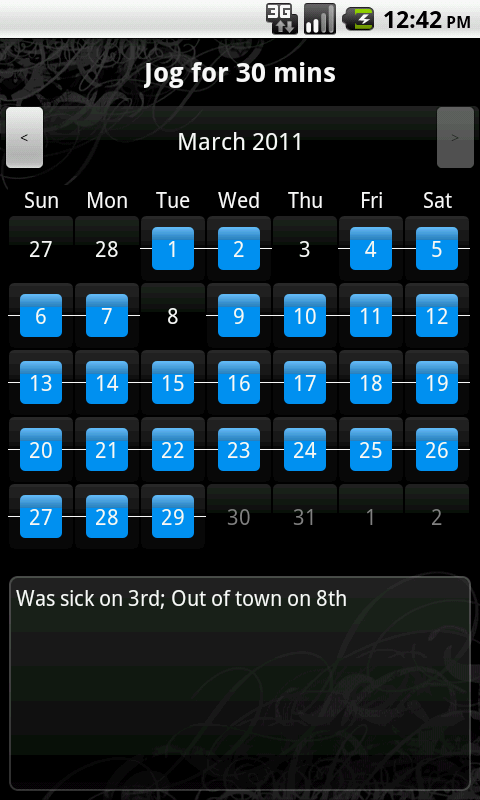 3G 12:42 PM
Jog for 30 mins
< March 2011 >
Sun Mon Tue Wed Thu Fri Sat
27 28 1 2 3 4 5
6 7 8 9 10 11 12
13 14 15 16 17 18 19
20 21 22 23 24 25 26
27 28 29 30 31 1 2
Was sick on 3rd; Out of town on 8th